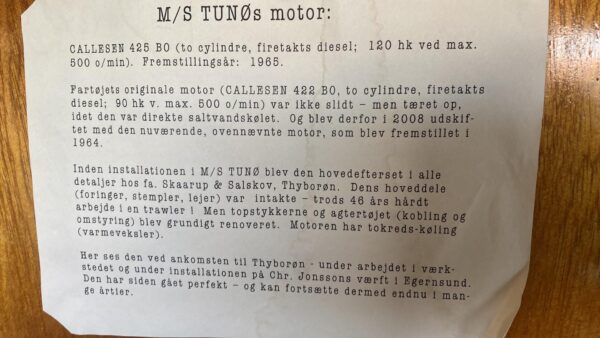 M/S TUNØs motor:
CALLESEN 425 BO (to cylindre, firetakts diesel; 120 hk ved max.
500 o/min). Fremstillingsår: 1965.
Fartøjets originale motor (CALLESEN 422 BO, to cylindre, firetakts
diesel; 90 hk v. max. 500 o/min) var ikke slidt – men tæret op,
idet den var direkte saltvandskølet. Og blev derfor i 2008 udskif-
tet med den nuværende, ovennævnte motor, som blev fremstillet i
1964.
Inden installationen i M/S TUNØ blev den hovedefterset i alle
detaljer hos fa. Skaarup & Salskov, Thyborøn. Dens hoveddele
(foringer, stempler, lejer) var intakte – trods 46 års hårdt
arbejde i en trawler ! Men topstykkerne og agtertøjet (kobling og
omstyring) blev grundigt renoveret. Motoren har tokreds-køling
(varmeveksler).
Her ses den ved ankomsten til Thyborøn - under arbejdet i værk-
stedet og under installationen på Chr. Jonssons værft i Egernsund.
Den har siden gået perfekt – og kan fortsætte dermed endnu i man-
ge årtier.